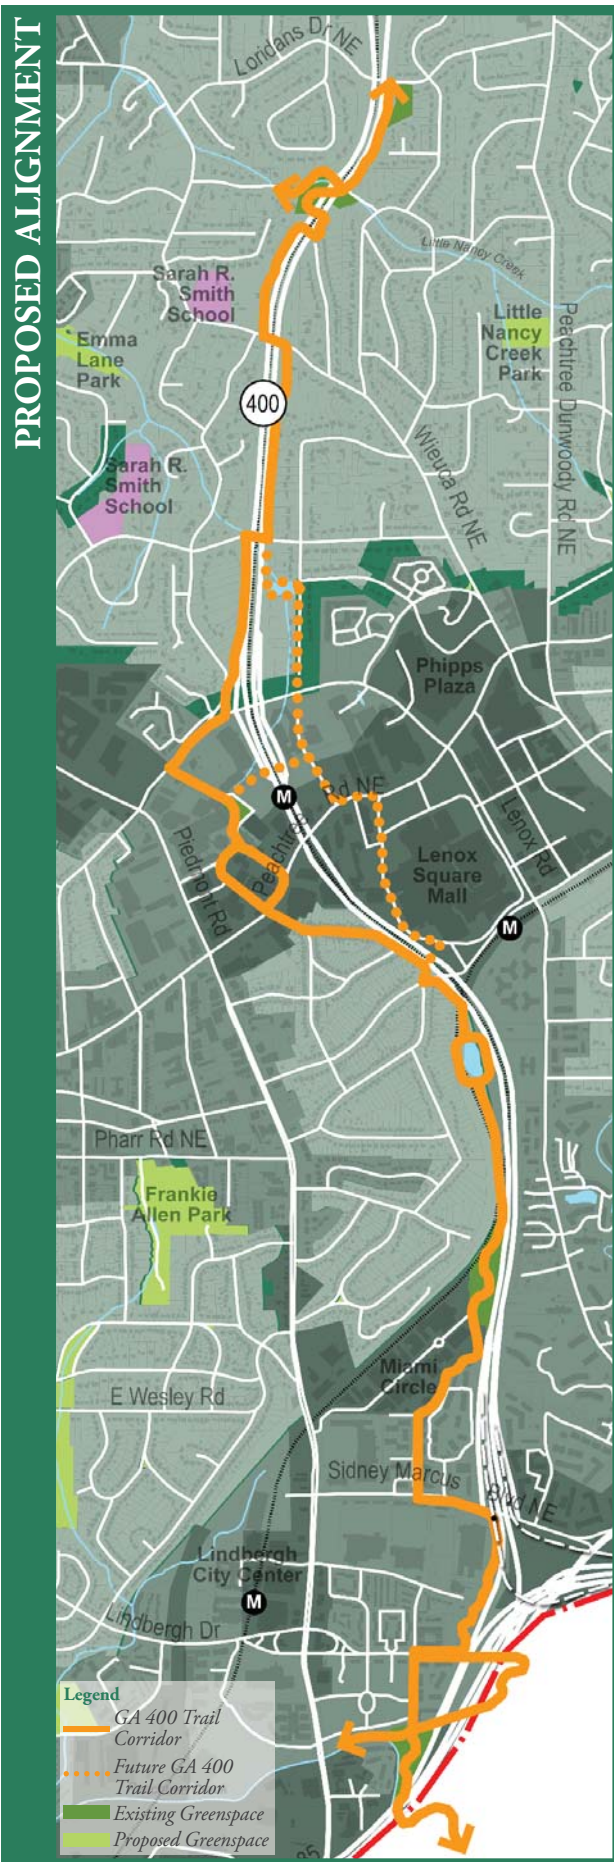 PROPOSED ALIGNMENT
Loridans Dr NE
Little Nancy Creek
Sarah R.
Smith
School
Emma
Lane
Park
Little
Nancy
Creek
Park
Peachtree Dunwoody Rd NE
400
Wieuca Rd NE
Sarah R.
Smith
School
Phipps
Plaza
M
Peachtree
Rd NE
Lenox Rd
Piedmont Rd
Lenox
Square
Mall
M
Pharr Rd NE
Frankie
Allen Park
Miami
Circle
E Wesley Rd
Sidney Marcus
Blvd NE
Lindbergh
City Center
M
Lindbergh Dr
Legend
GA 400 Trail
Corridor
Future GA 400
Trail Corridor
Existing Greenspace
Proposed Greenspace
85